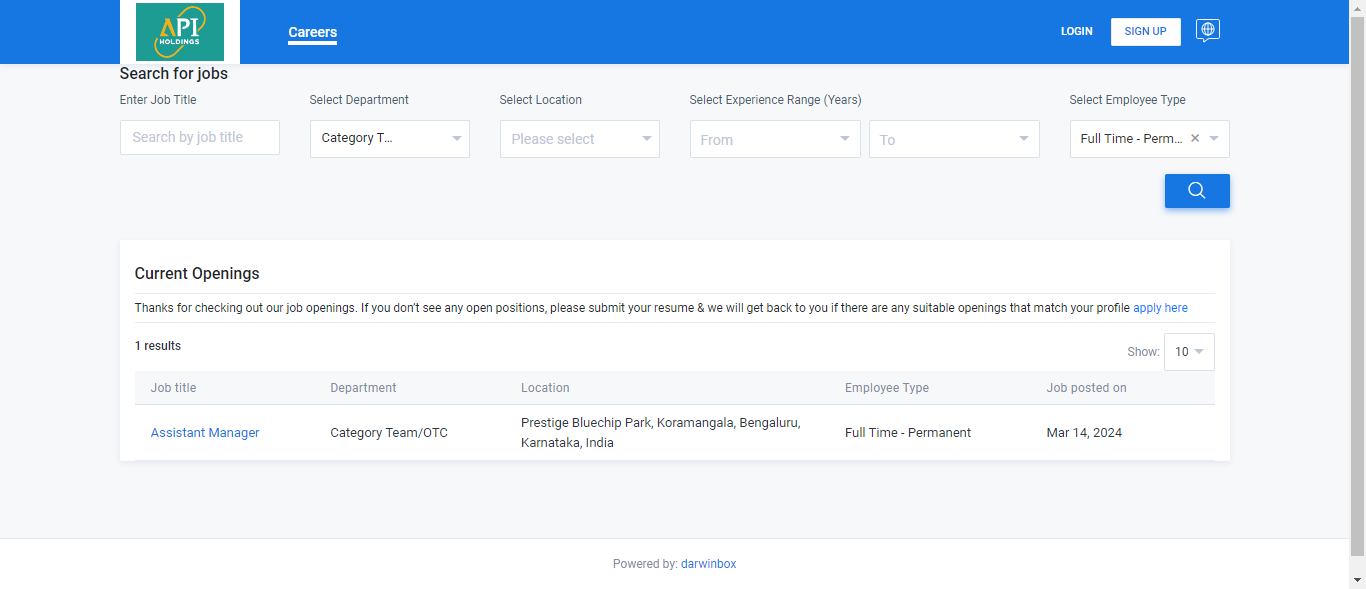 API
HOLDINGS
Careers
LOGIN
SIGN UP
Search for jobs
Enter Job Title
Select Department
Select Location
Select Experience Range (Years)
Select Employee Type
Search by job title
Category T...
Please select
From
To
Full Time - Perm... ✕
Current Openings
Thanks for checking out our job openings. If you don't see any open positions, please submit your resume & we will get back to you if there are any suitable openings that match your profile apply here
1 results
Show: 10
Job title Department Location Employee Type Job posted on
Assistant Manager Category Team/OTC Prestige Bluechip Park, Koramangala, Bengaluru, Full Time - Permanent Mar 14, 2024
Karnataka, India
Powered by: darwinbox